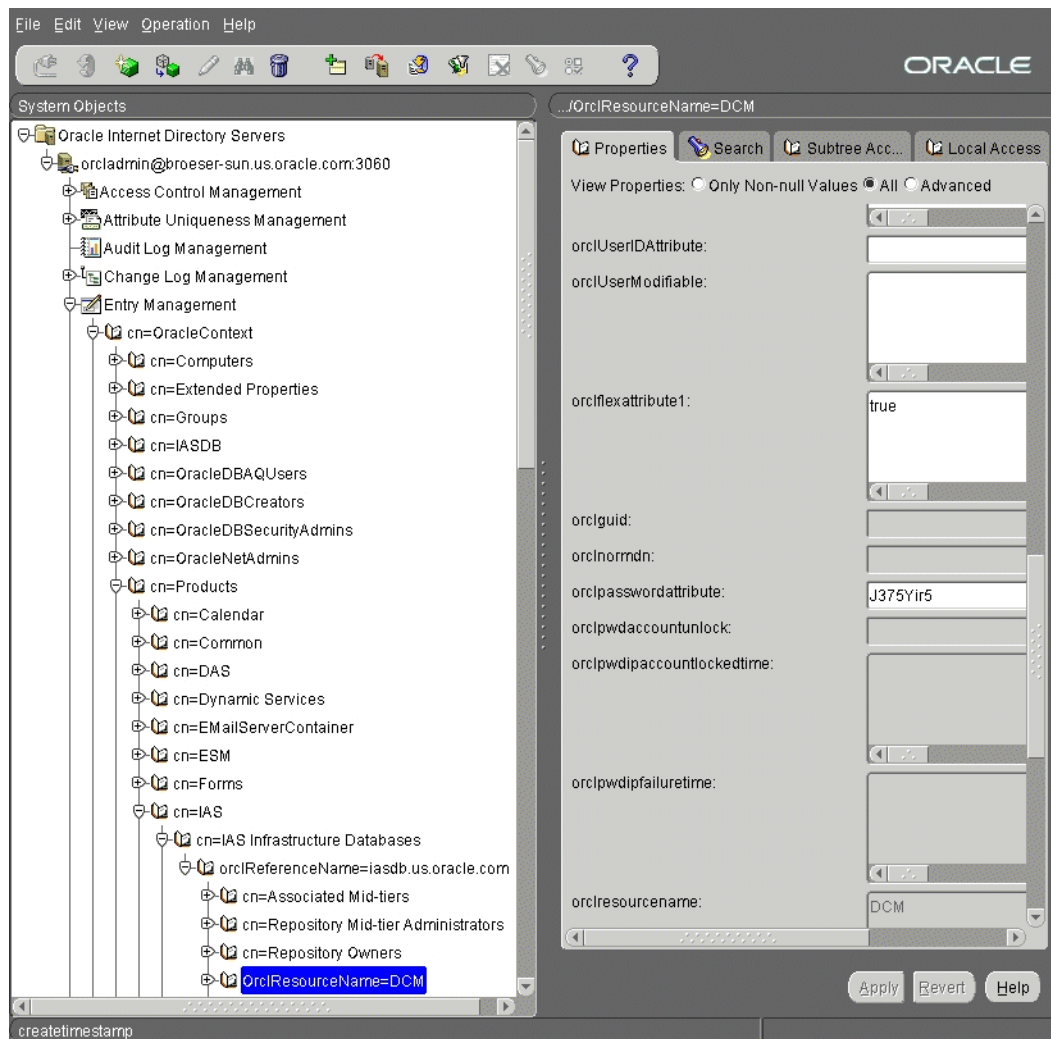 File Edit View Operation Help
ORACLE
System Objects
Oracle Internet Directory Servers
orcladmin@broeser-sun.us.oracle.com:3060
Access Control Management
Attribute Uniqueness Management
Audit Log Management
Change Log Management
Entry Management
cn=OracleContext
cn=Computers
cn=Extended Properties
cn=Groups
cn=IASDB
cn=OracleDBAQUsers
cn=OracleDBCreators
cn=OracleDBSecurityAdmins
cn=OracleNetAdmins
cn=Products
cn=Calendar
cn=Common
cn=DAS
cn=Dynamic Services
cn=EMailServerContainer
cn=ESM
cn=Forms
cn=IAS
cn=IAS Infrastructure Databases
orclReferenceName=iasdb.us.oracle.com
cn=Associated Mid-tiers
cn=Repository Mid-tier Administrators
cn=Repository Owners
OrclResourceName=DCM
createtimestamp
.../OrclResourceName=DCM
Properties Search Subtree Acc... Local Access
View Properties: Only Non-null Values All Advanced
orclUserIDAttribute:
orclUserModifiable:
orclflexattribute1: true
orclguid:
orclnormdn:
orclpasswordattribute: J375Yir5
orclpwdaccountunlock:
orclpwdipaccountlockedtime:
orclpwdipfailuretime:
orclresourcename: DCM
Apply Revert Help